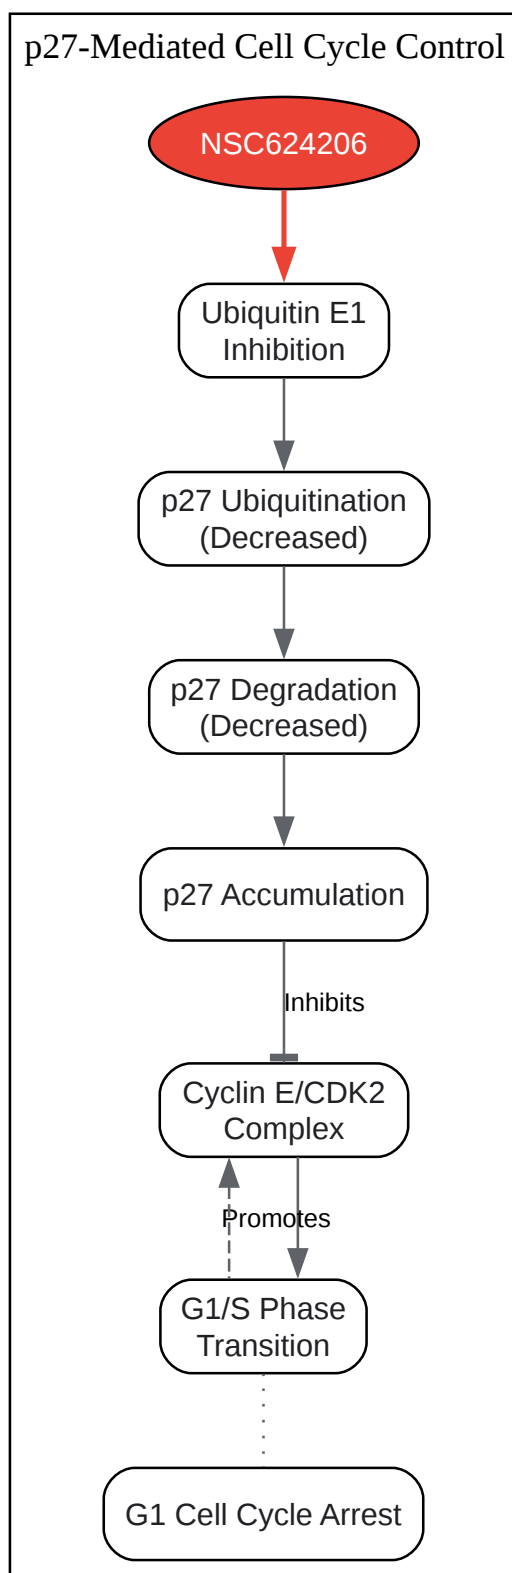 p27-Mediated Cell Cycle Control
NSC624206
Ubiquitin E1
Inhibition
p27 Ubiquitination
(Decreased)
p27 Degradation
(Decreased)
p27 Accumulation
Inhibits
Cyclin E/CDK2
Complex
Promotes
G1/S Phase
Transition
G1 Cell Cycle Arrest